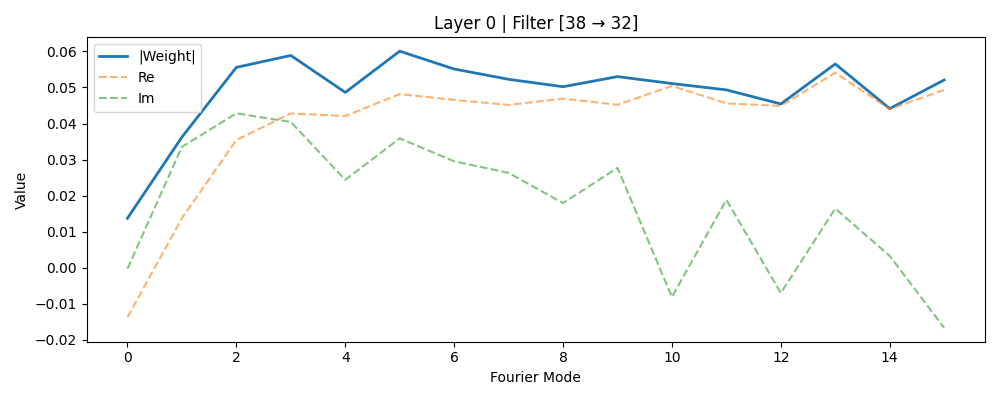 Layer 0 | Filter [38 → 32]
|Weight|
Re
Im
Value
0.06
0.05
0.04
0.03
0.02
0.01
0.00
−0.01
−0.02
0 2 4 6 8 10 12 14
Fourier Mode